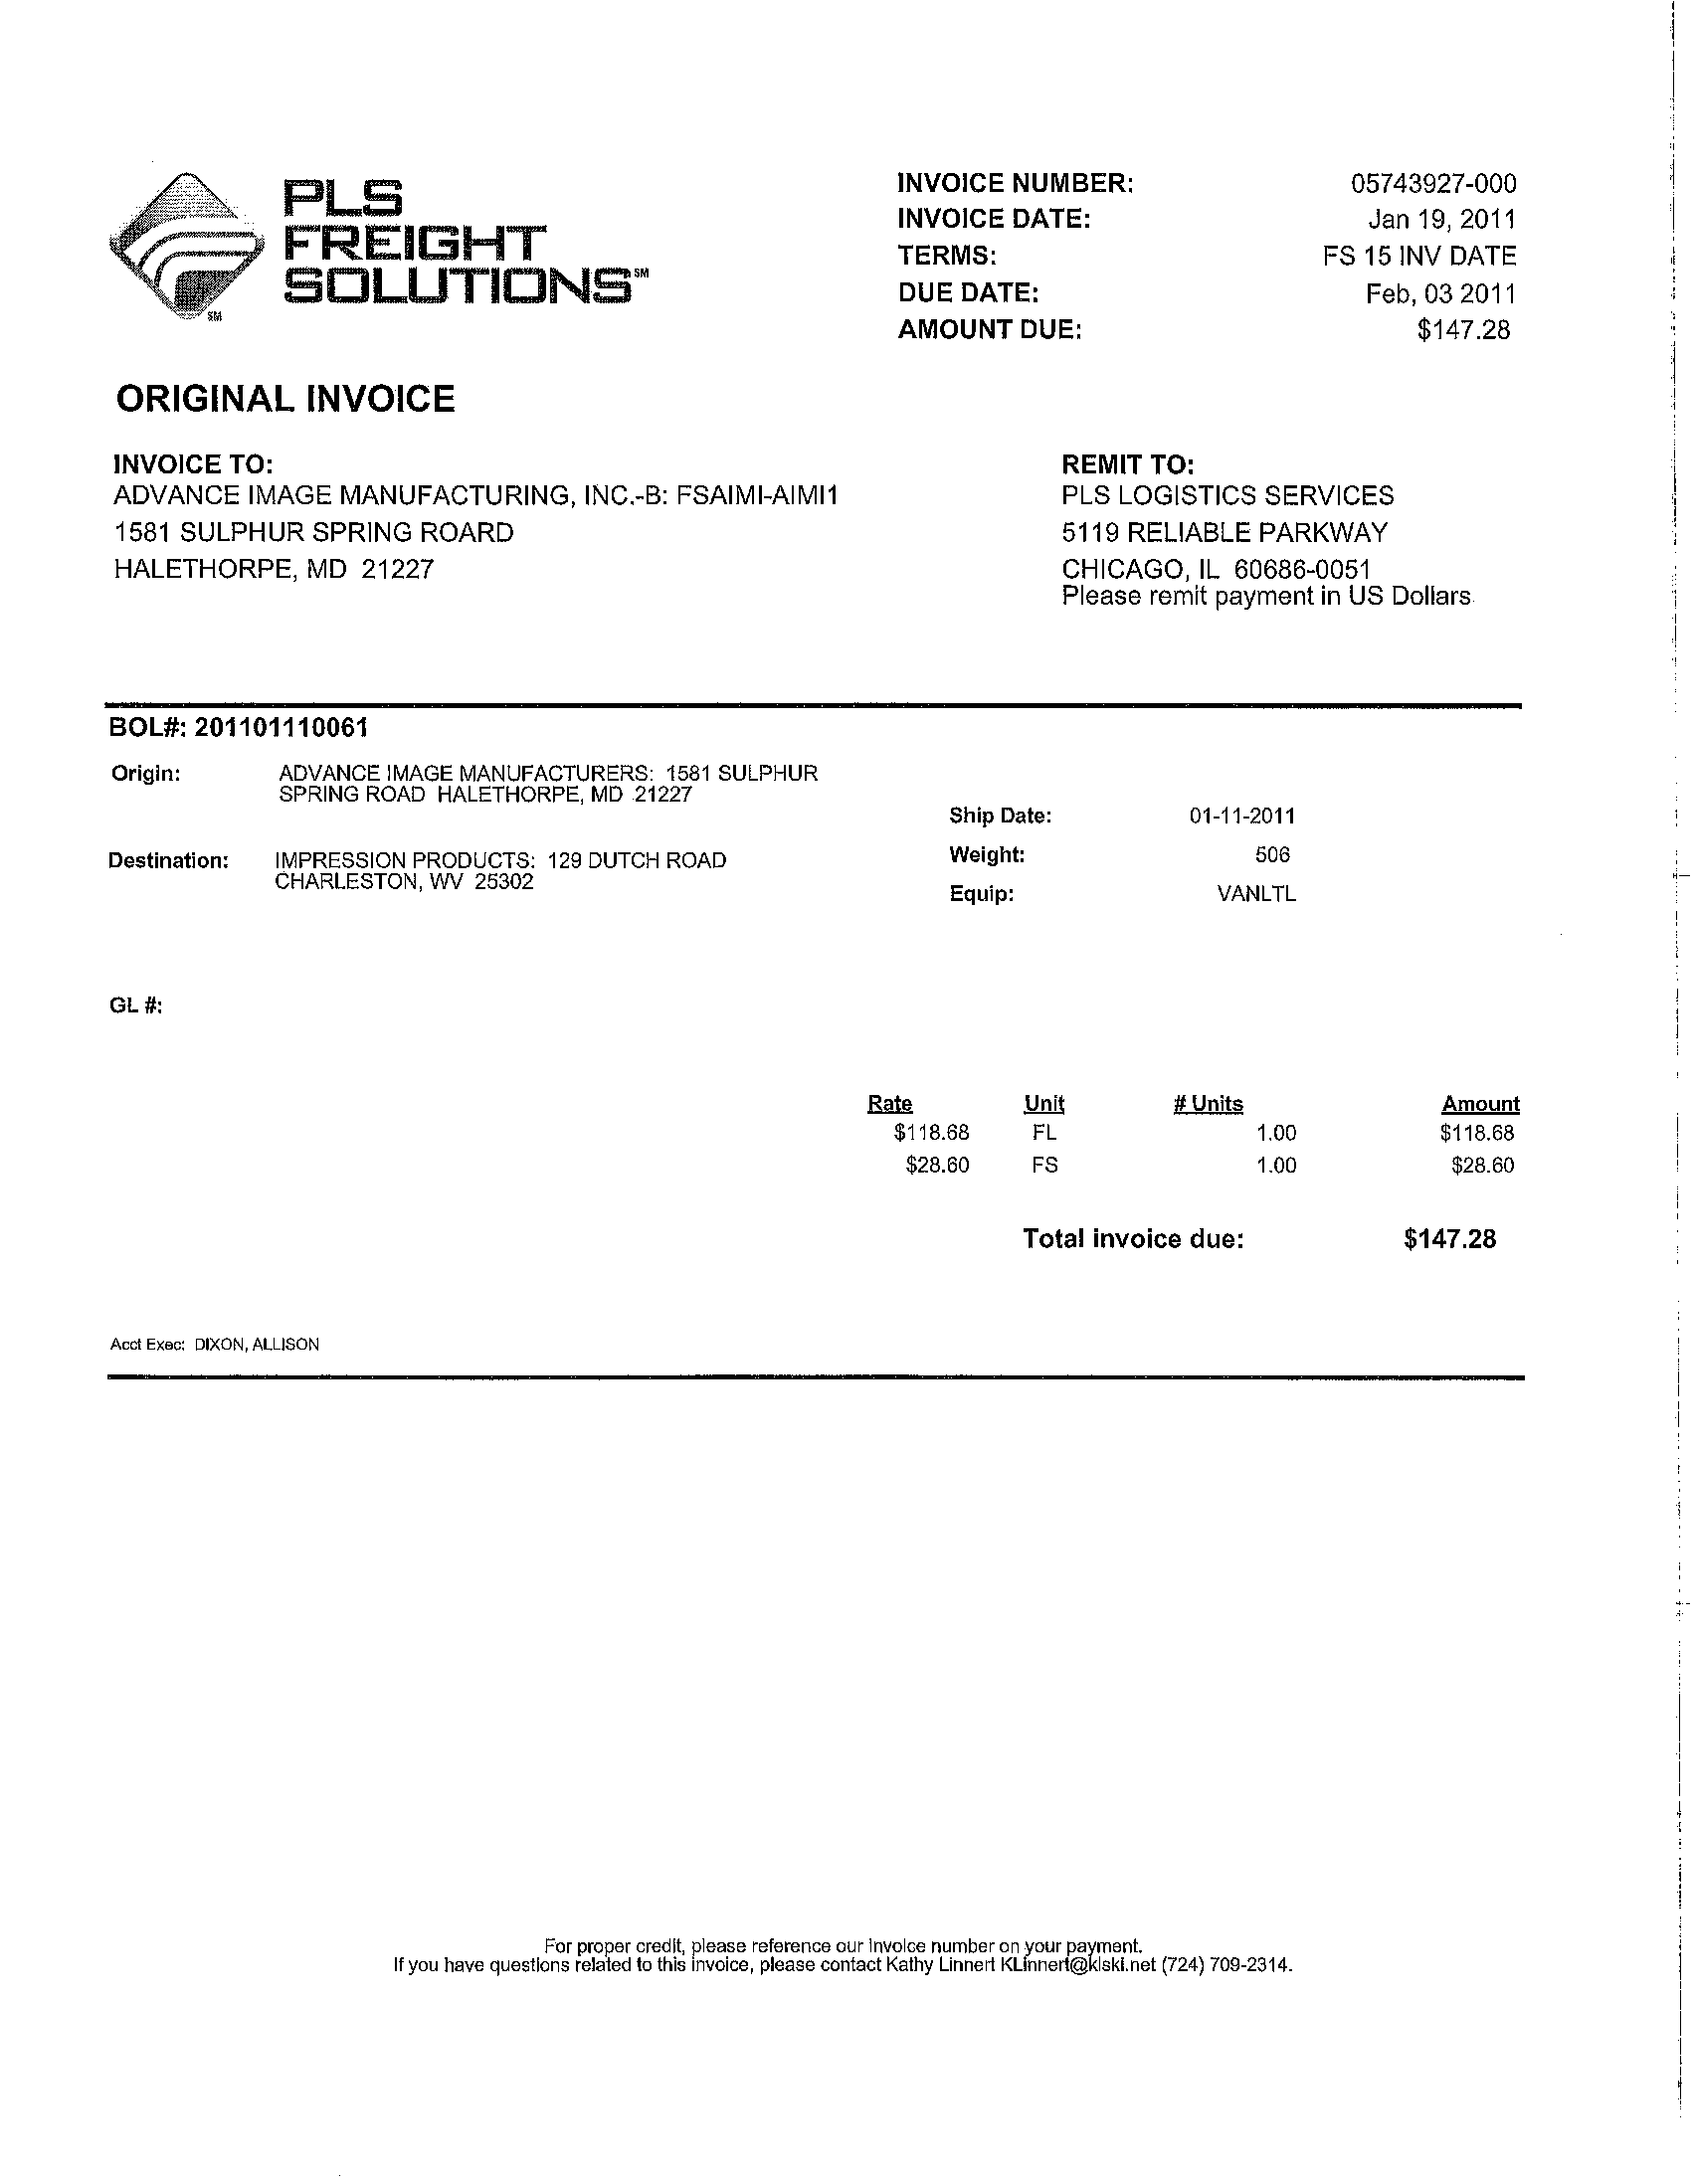 PLS
FREIGHT
SOLUTIONS SM
SM
INVOICE NUMBER: 05743927-000
INVOICE DATE: Jan 19, 2011
TERMS: FS 15 INV DATE
DUE DATE: Feb, 03 2011
AMOUNT DUE: $147.28
ORIGINAL INVOICE
INVOICE TO:
ADVANCE IMAGE MANUFACTURING, INC.-B: FSAIMI-AIMI1
1581 SULPHUR SPRING ROARD
HALETHORPE, MD 21227
REMIT TO:
PLS LOGISTICS SERVICES
5119 RELIABLE PARKWAY
CHICAGO, IL 60686-0051
Please remit payment in US Dollars
BOL#: 201101110061
Origin: ADVANCE IMAGE MANUFACTURERS: 1581 SULPHUR
SPRING ROAD HALETHORPE, MD 21227
Destination: IMPRESSION PRODUCTS: 129 DUTCH ROAD
CHARLESTON, WV 25302
Ship Date: 01-11-2011
Weight: 506
Equip: VANLTL
GL #:
Rate Unit # Units Amount
$118.68 FL 1.00 $118.68
$28.60 FS 1.00 $28.60
Total invoice due: $147.28
Acct Exec: DIXON, ALLISON
For proper credit, please reference our invoice number on your payment.
If you have questions related to this invoice, please contact Kathy Linnert KLinnert@klski.net (724) 709-2314.